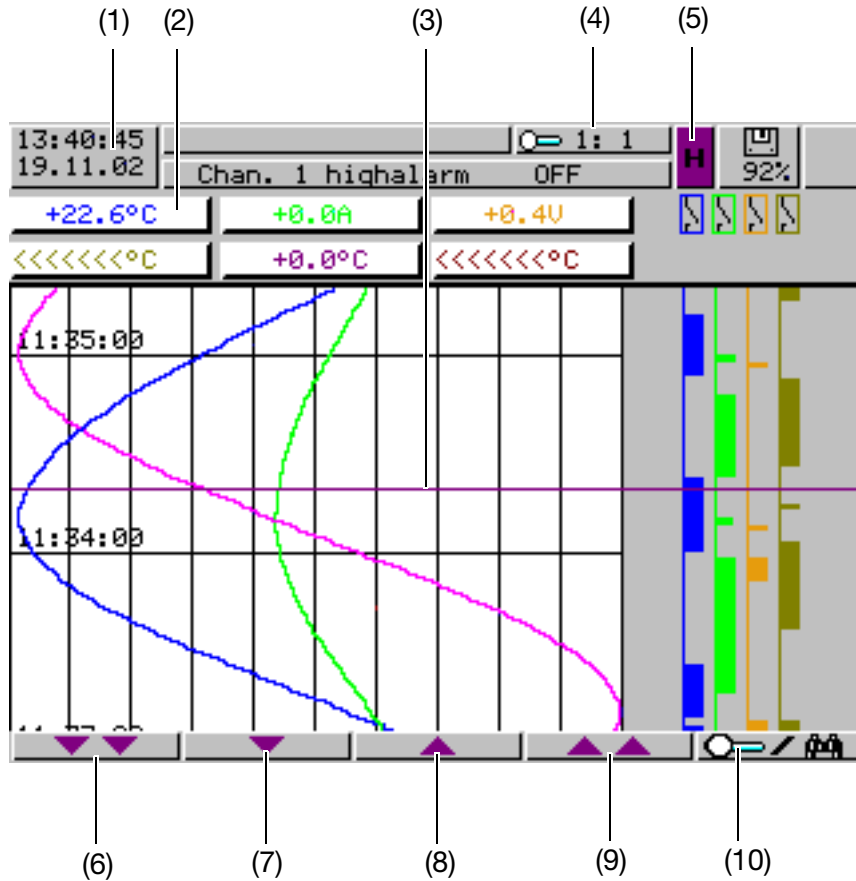 (1) (2) (3) (4) (5)
13:40:45
19.11.02
1: 1
H
92%
Chan. 1 highalarm OFF
+22.6°C +0.0A +0.4V
<<<<<<<°C +0.0°C <<<<<<<°C
11:35:00
11:34:00
(6) (7) (8) (9) (10)